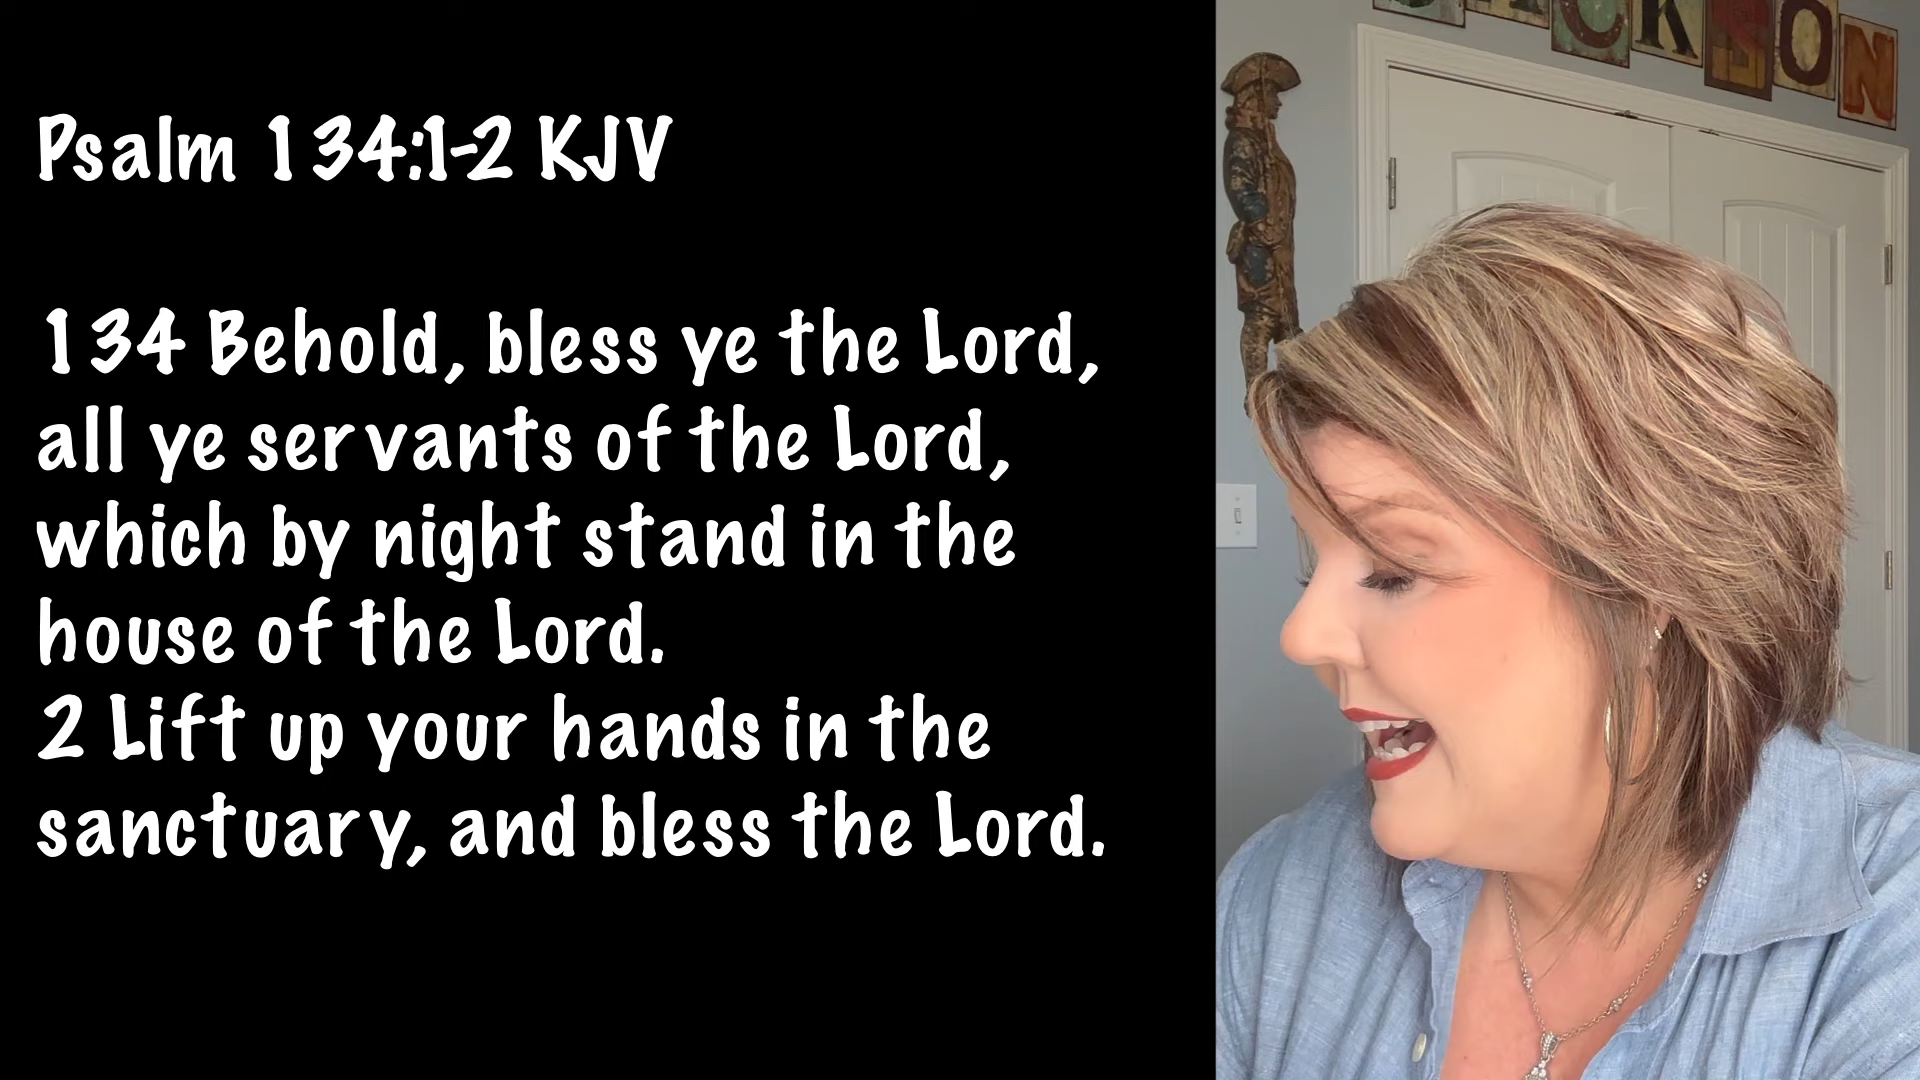 Psalm 134:1-2 KJV
134 Behold, bless ye the Lord,
all ye servants of the Lord,
which by night stand in the
house of the Lord.
2 Lift up your hands in the
sanctuary, and bless the Lord.
CKSON